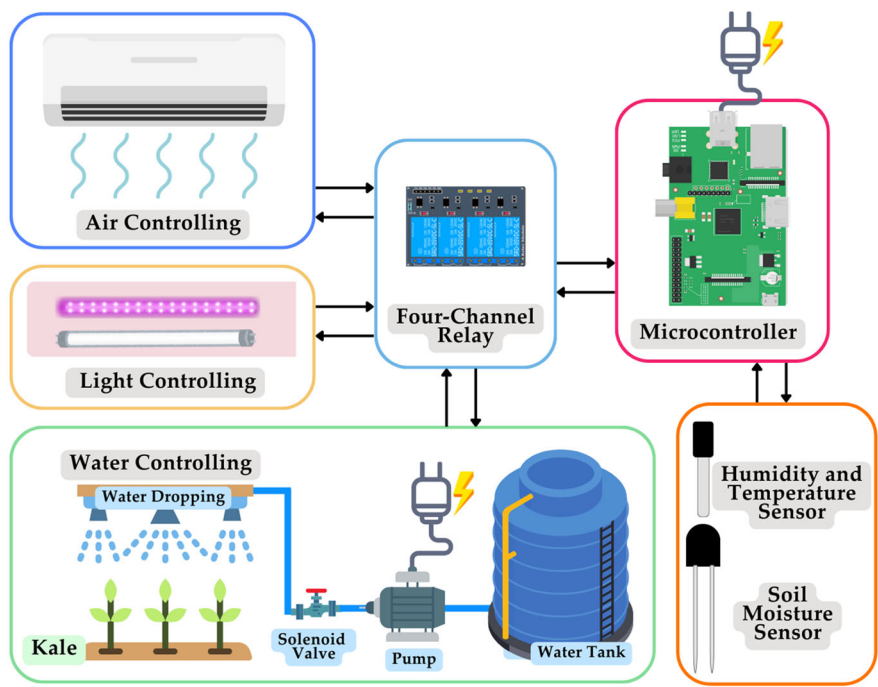 Air Controlling
Four-Channel
Relay
Microcontroller
Light Controlling
Water Controlling
Water Dropping
Humidity and
Temperature
Sensor
Kale
Solenoid
Valve
Pump
Water Tank
Soil
Moisture
Sensor